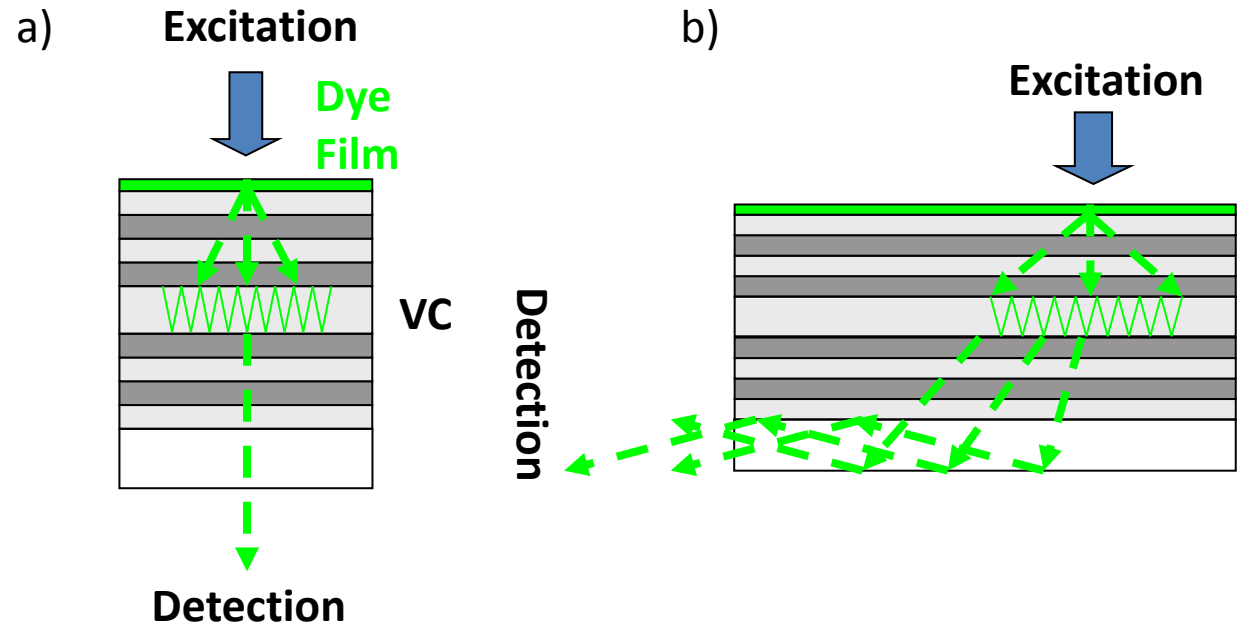 a)
Excitation
Dye
Film
VC
Detection
b)
Excitation
Detection